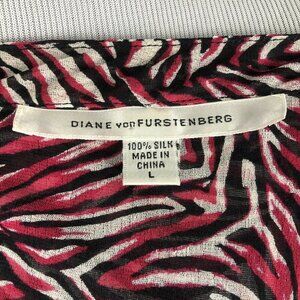 DIANE VON FURSTENBERG
100% SILK
MADE IN
CHINA
L